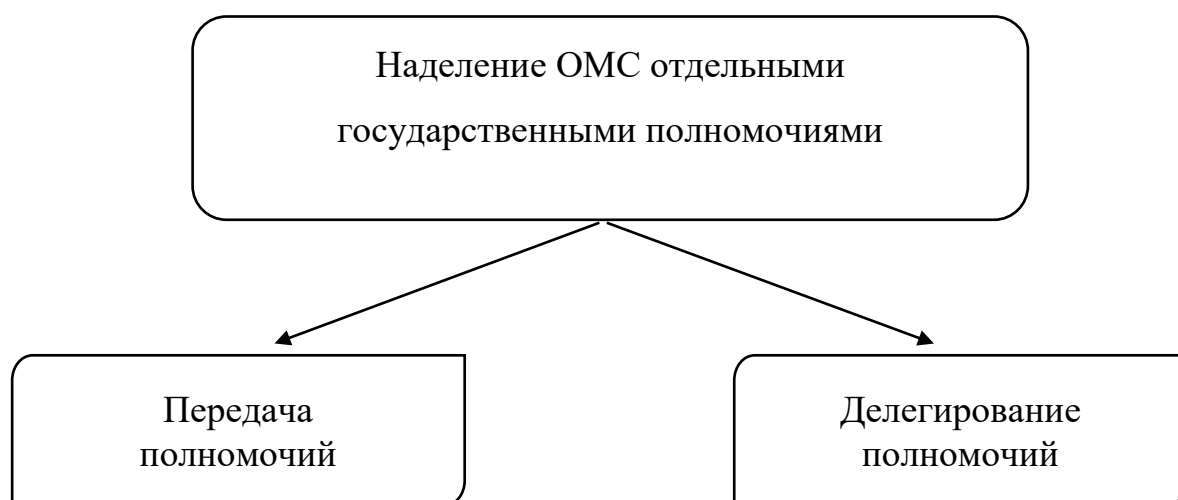 Наделение ОМС отдельными
государственными полномочиями
Передача
полномочий
Делегирование
полномочий